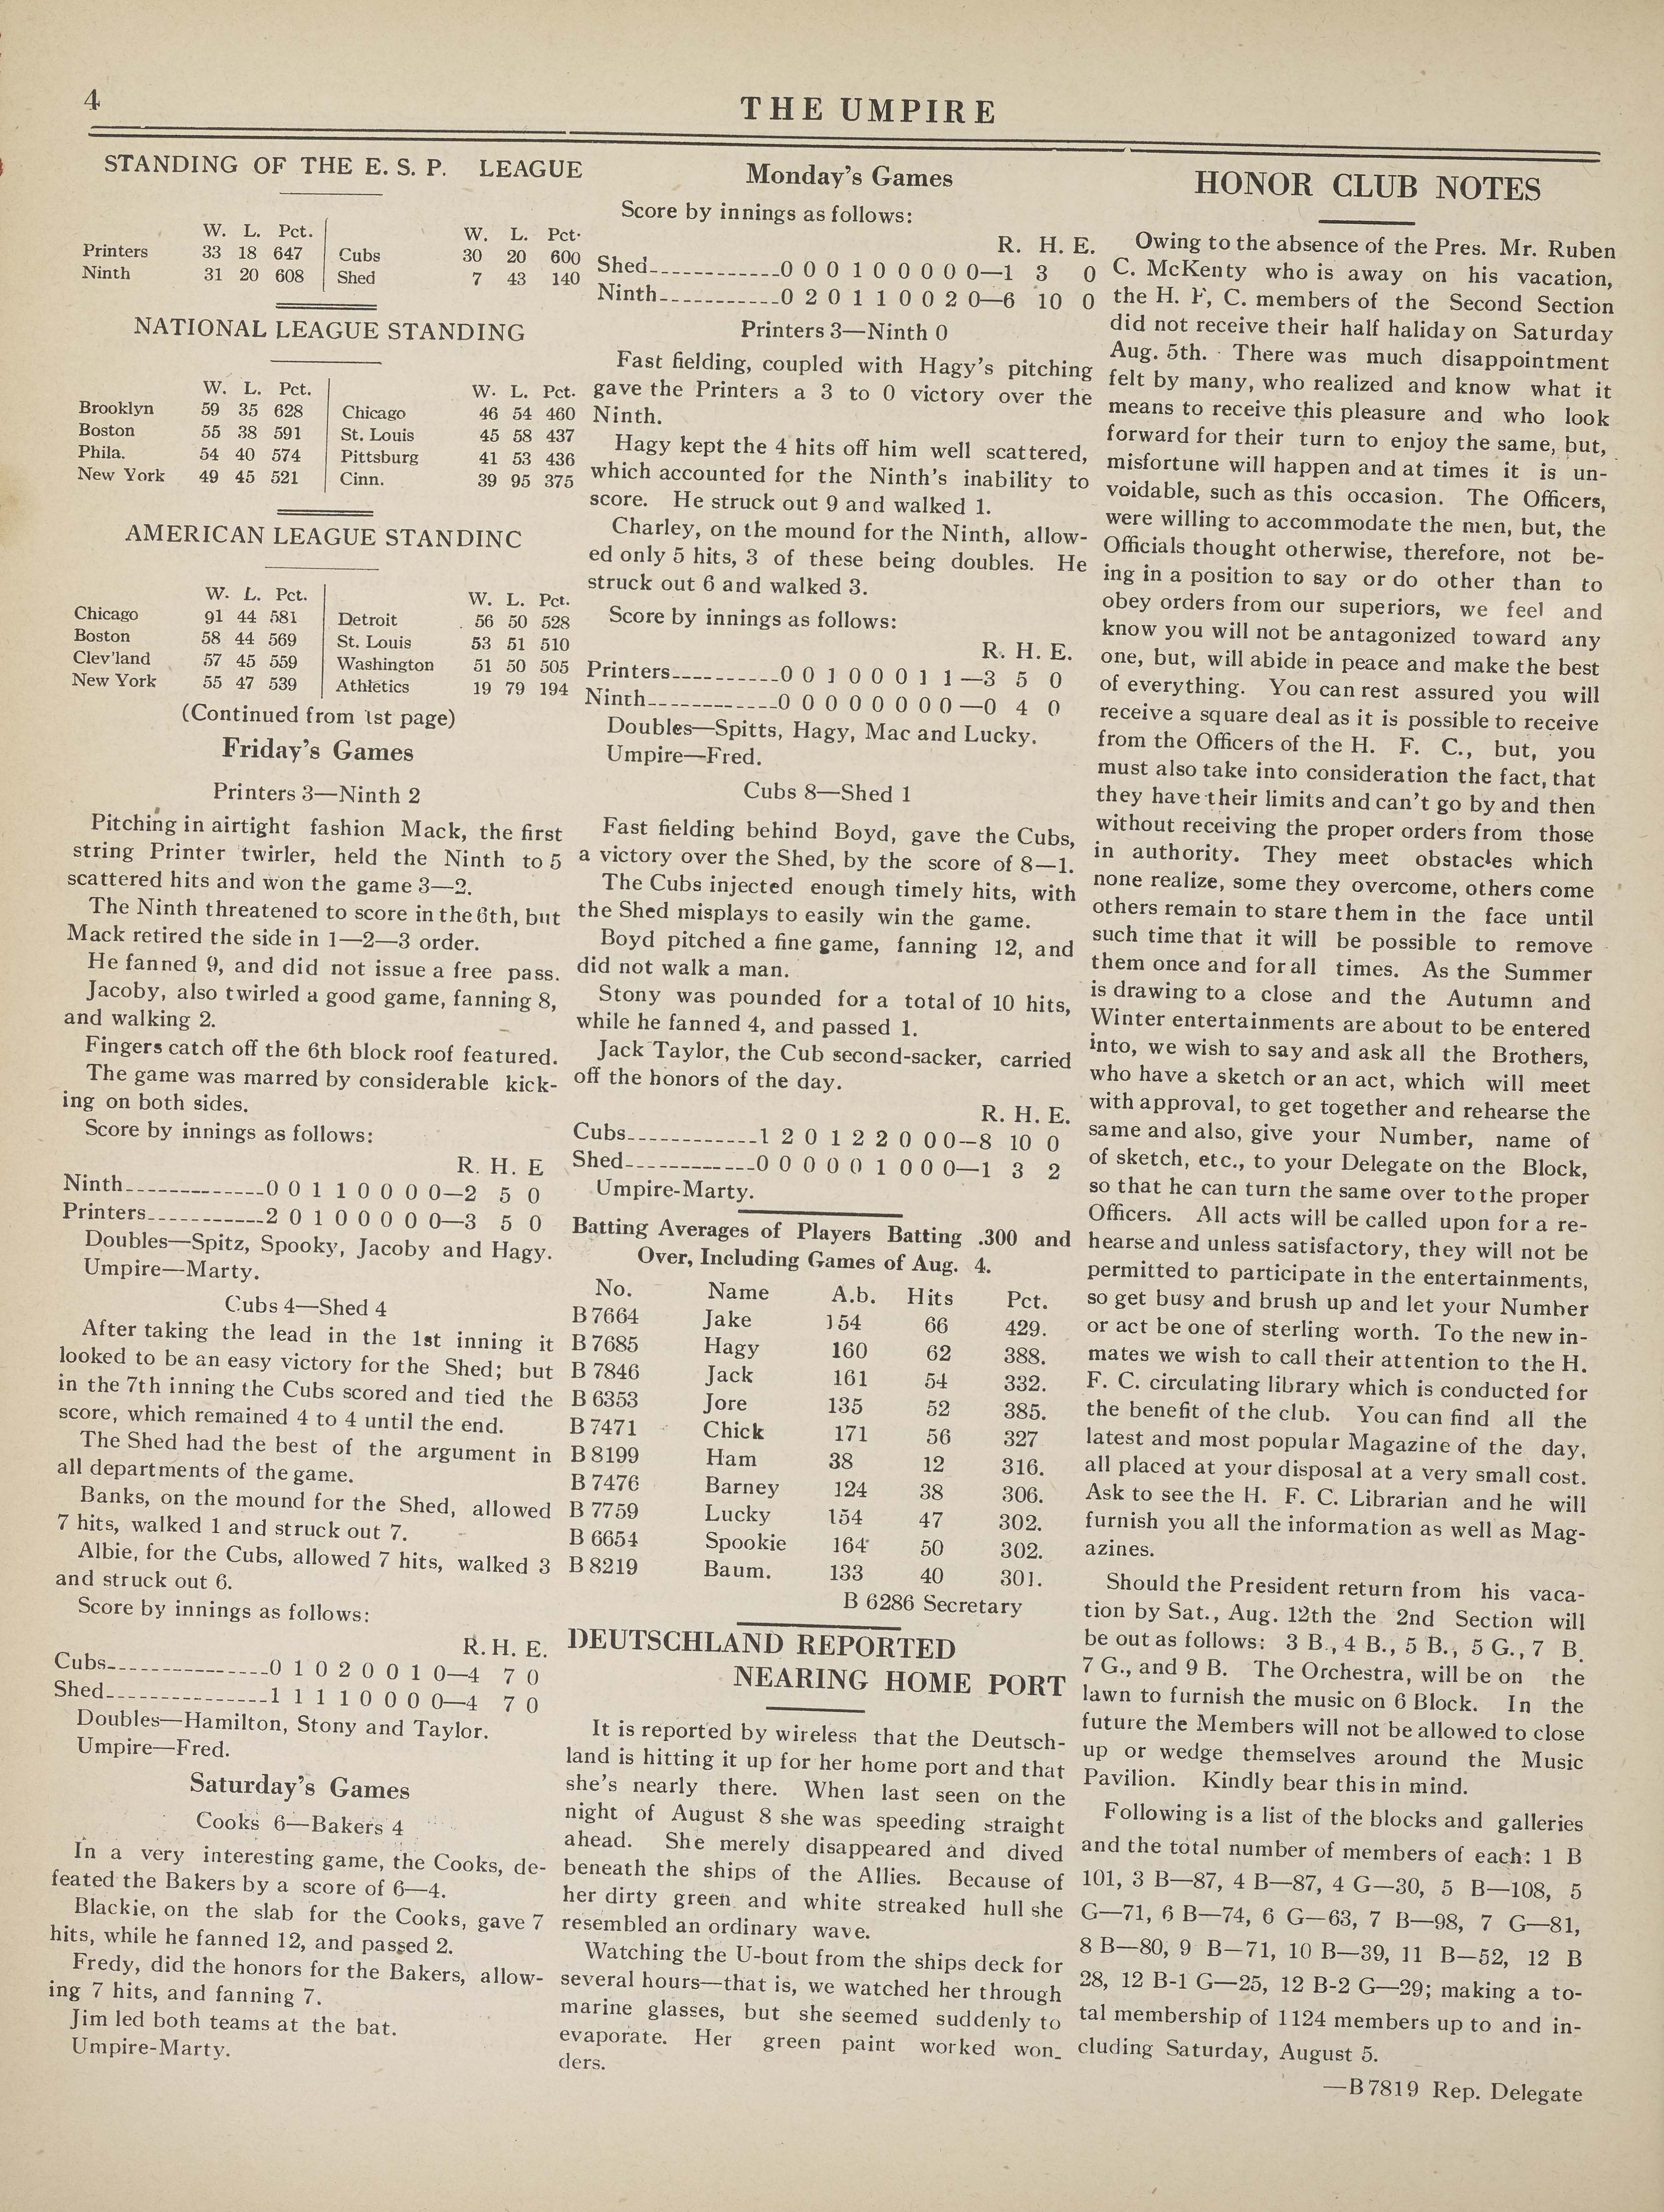 4
THE UMPIRE
STANDING OF THE E. S. P. LEAGUE
W. L. Pct.
Printers 33 18 647
Ninth 31 20 608
W. L. Pct.
Cubs 30 20 600
Shed 7 43 140
NATIONAL LEAGUE STANDING
W. L. Pct.
Brooklyn 59 35 628
Boston 55 38 591
Phila. 54 40 574
New York 49 45 521
W. L. Pct.
Chicago 46 54 460
St. Louis 45 58 437
Pittsburg 41 53 436
Cinn. 39 95 375
AMERICAN LEAGUE STANDINC
W. L. Pct.
Chicago 91 44 581
Boston 58 44 569
Clev'land 57 45 559
New York 55 47 539
W. L. Pct.
Detroit 56 50 528
St. Louis 53 51 510
Washington 51 50 505
Athletics 19 79 194
(Continued from 1st page)
Friday's Games
Printers 3—Ninth 2
Pitching in airtight fashion Mack, the first
string Printer twirler, held the Ninth to 5
scattered hits and won the game 3—2.
The Ninth threatened to score in the 6th, but
Mack retired the side in 1—2—3 order.
He fanned 9, and did not issue a free pass.
Jacoby, also twirled a good game, fanning 8,
and walking 2.
Fingers catch off the 6th block roof featured.
The game was marred by considerable kick-
ing on both sides.
Score by innings as follows:
R. H. E
Ninth-------------0 0 1 1 0 0 0 0—2 5 0
Printers-----------2 0 1 0 0 0 0 0—3 5 0
Doubles—Spitz, Spooky, Jacoby and Hagy.
Umpire—Marty.
Cubs 4—Shed 4
After taking the lead in the 1st inning it
looked to be an easy victory for the Shed; but
in the 7th inning the Cubs scored and tied the
score, which remained 4 to 4 until the end.
The Shed had the best of the argument in
all departments of the game.
Banks, on the mound for the Shed, allowed
7 hits, walked 1 and struck out 7.
Albie, for the Cubs, allowed 7 hits, walked 3
and struck out 6.
Score by innings as follows:
R. H. E.
Cubs---------------0 1 0 2 0 0 1 0—4 7 0
Shed---------------1 1 1 1 0 0 0 0—4 7 0
Doubles—Hamilton, Stony and Taylor.
Umpire—Fred.
Saturday's Games
Cooks 6—Bakers 4
In a very interesting game, the Cooks, de-
feated the Bakers by a score of 6—4.
Blackie, on the slab for the Cooks, gave 7
hits, while he fanned 12, and passed 2.
Fredy, did the honors for the Bakers, allow-
ing 7 hits, and fanning 7.
Jim led both teams at the bat.
Umpire-Marty.
Monday's Games
Score by innings as follows:
R. H. E.
Shed------------0 0 0 1 0 0 0 0 0—1 3 0
Ninth-----------0 2 0 1 1 0 0 2 0—6 10 0
Printers 3—Ninth 0
Fast fielding, coupled with Hagy's pitching
gave the Printers a 3 to 0 victory over the
Ninth.
Hagy kept the 4 hits off him well scattered,
which accounted for the Ninth's inability to
score. He struck out 9 and walked 1.
Charley, on the mound for the Ninth, allow-
ed only 5 hits, 3 of these being doubles. He
struck out 6 and walked 3.
Score by innings as follows:
R. H. E.
Printers----------0 0 1 0 0 0 1 1—3 5 0
Ninth------------0 0 0 0 0 0 0 0—0 4 0
Doubles—Spitts, Hagy, Mac and Lucky.
Umpire—Fred.
Cubs 8—Shed 1
Fast fielding behind Boyd, gave the Cubs,
a victory over the Shed, by the score of 8—1.
The Cubs injected enough timely hits, with
the Shed misplays to easily win the game.
Boyd pitched a fine game, fanning 12, and
did not walk a man.
Stony was pounded for a total of 10 hits,
while he fanned 4, and passed 1.
Jack Taylor, the Cub second-sacker, carried
off the honors of the day.
R. H. E.
Cubs------------1 2 0 1 2 2 0 0 0--8 10 0
Shed------------0 0 0 0 0 1 0 0 0—1 3 2
Umpire-Marty.
Batting Averages of Players Batting .300 and
Over, Including Games of Aug. 4.
No. Name A.b. Hits Pct.
B 7664 Jake 154 66 429.
B 7685 Hagy 160 62 388.
B 7846 Jack 161 54 332.
B 6353 Jore 135 52 385.
B 7471 Chick 171 56 327
B 8199 Ham 38 12 316.
B 7476 Barney 124 38 306.
B 7759 Lucky 154 47 302.
B 6654 Spookie 164 50 302.
B 8219 Baum. 133 40 301.
B 6286 Secretary
DEUTSCHLAND REPORTED
NEARING HOME PORT
It is reported by wireless that the Deutsch-
land is hitting it up for her home port and that
she's nearly there. When last seen on the
night of August 8 she was speeding straight
ahead. She merely disappeared and dived
beneath the ships of the Allies. Because of
her dirty green and white streaked hull she
resembled an ordinary wave.
Watching the U-bout from the ships deck for
several hours—that is, we watched her through
marine glasses, but she seemed suddenly to
evaporate. Her green paint worked won-
ders.
HONOR CLUB NOTES
Owing to the absence of the Pres. Mr. Ruben
C. McKenty who is away on his vacation,
the H. F, C. members of the Second Section
did not receive their half haliday on Saturday
Aug. 5th. There was much disappointment
felt by many, who realized and know what it
means to receive this pleasure and who look
forward for their turn to enjoy the same, but,
misfortune will happen and at times it is un-
voidable, such as this occasion. The Officers,
were willing to accommodate the men, but, the
Officials thought otherwise, therefore, not be-
ing in a position to say or do other than to
obey orders from our superiors, we feel and
know you will not be antagonized toward any
one, but, will abide in peace and make the best
of everything. You can rest assured you will
receive a square deal as it is possible to receive
from the Officers of the H. F. C., but, you
must also take into consideration the fact, that
they have their limits and can't go by and then
without receiving the proper orders from those
in authority. They meet obstacles which
none realize, some they overcome, others come
others remain to stare them in the face until
such time that it will be possible to remove
them once and for all times. As the Summer
is drawing to a close and the Autumn and
Winter entertainments are about to be entered
into, we wish to say and ask all the Brothers,
who have a sketch or an act, which will meet
with approval, to get together and rehearse the
same and also, give your Number, name of
of sketch, etc., to your Delegate on the Block,
so that he can turn the same over to the proper
Officers. All acts will be called upon for a re-
hearse and unless satisfactory, they will not be
permitted to participate in the entertainments,
so get busy and brush up and let your Number
or act be one of sterling worth. To the new in-
mates we wish to call their attention to the H.
F. C. circulating library which is conducted for
the benefit of the club. You can find all the
latest and most popular Magazine of the day,
all placed at your disposal at a very small cost.
Ask to see the H. F. C. Librarian and he will
furnish you all the information as well as Mag-
azines.
Should the President return from his vaca-
tion by Sat., Aug. 12th the 2nd Section will
be out as follows: 3 B., 4 B., 5 B., 5 G., 7 B.
7 G., and 9 B. The Orchestra, will be on the
lawn to furnish the music on 6 Block. In the
future the Members will not be allowed to close
up or wedge themselves around the Music
Pavilion. Kindly bear this in mind.
Following is a list of the blocks and galleries
and the total number of members of each: 1 B
101, 3 B—87, 4 B—87, 4 G—30, 5 B—108, 5
G—71, 6 B—74, 6 G—63, 7 B—98, 7 G—81,
8 B—80, 9 B—71, 10 B—39, 11 B—52, 12 B
28, 12 B-1 G—25, 12 B-2 G—29; making a to-
tal membership of 1124 members up to and in-
cluding Saturday, August 5.
—B 7819 Rep. Delegate